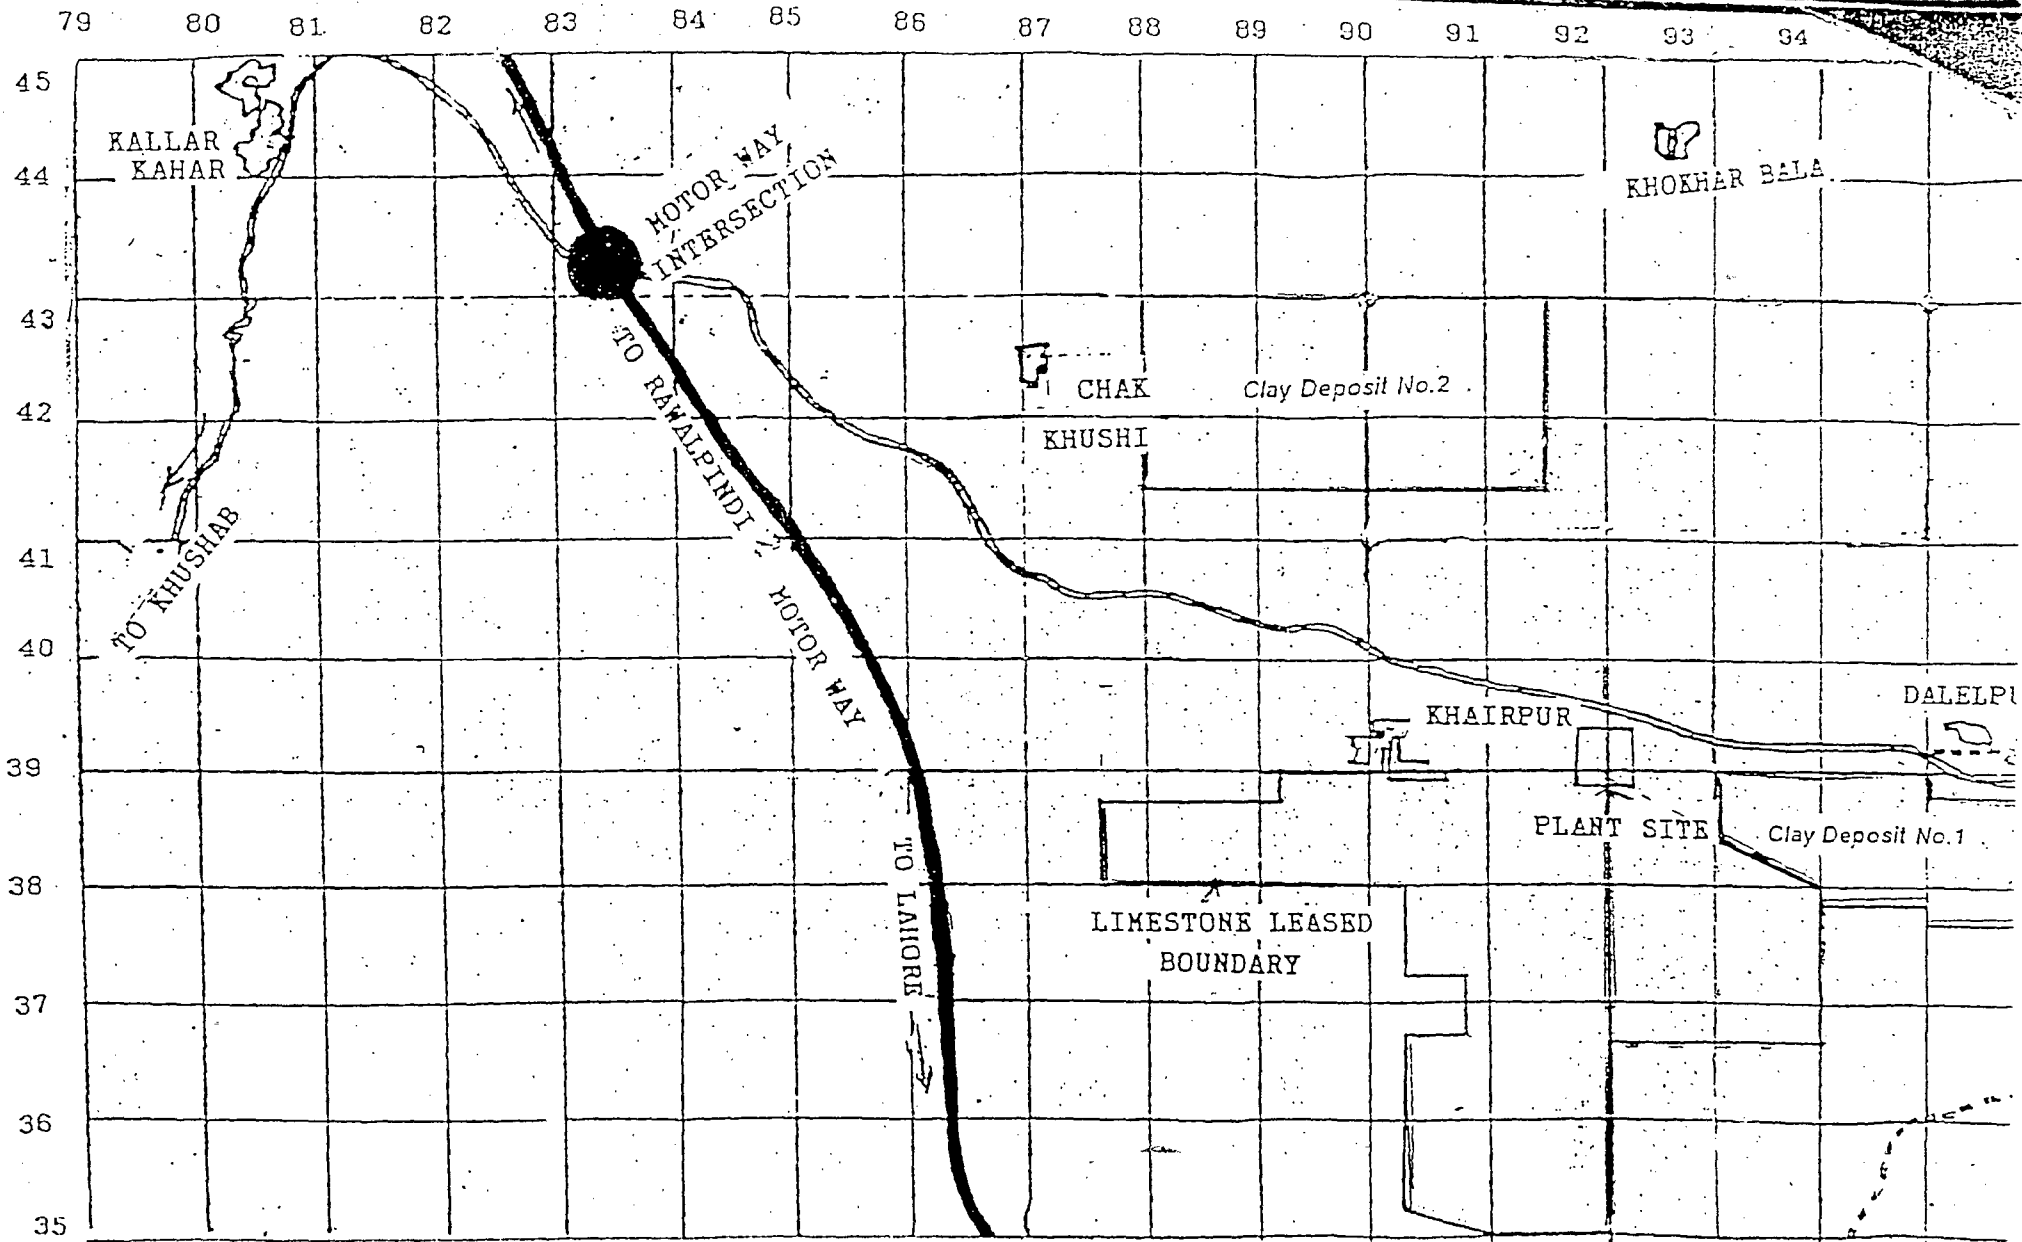 79 80 81 82 83 84 85 86 87 88 89 90 91 92 93 94
45
KALLAR
KAHAR
44
MOTOR WAY
INTERSECTION
KHOKHAR BALA
43
TO RAWALPINDI
CHAK
KHUSHI
Clay Deposit No.2
42
41
TO KHUSHAB
MOTOR WAY
40
KHAIRPUR
DALELPU
39
PLANT SITE
Clay Deposit No.1
TO LAHORE
38
LIMESTONE LEASED
BOUNDARY
37
36
35